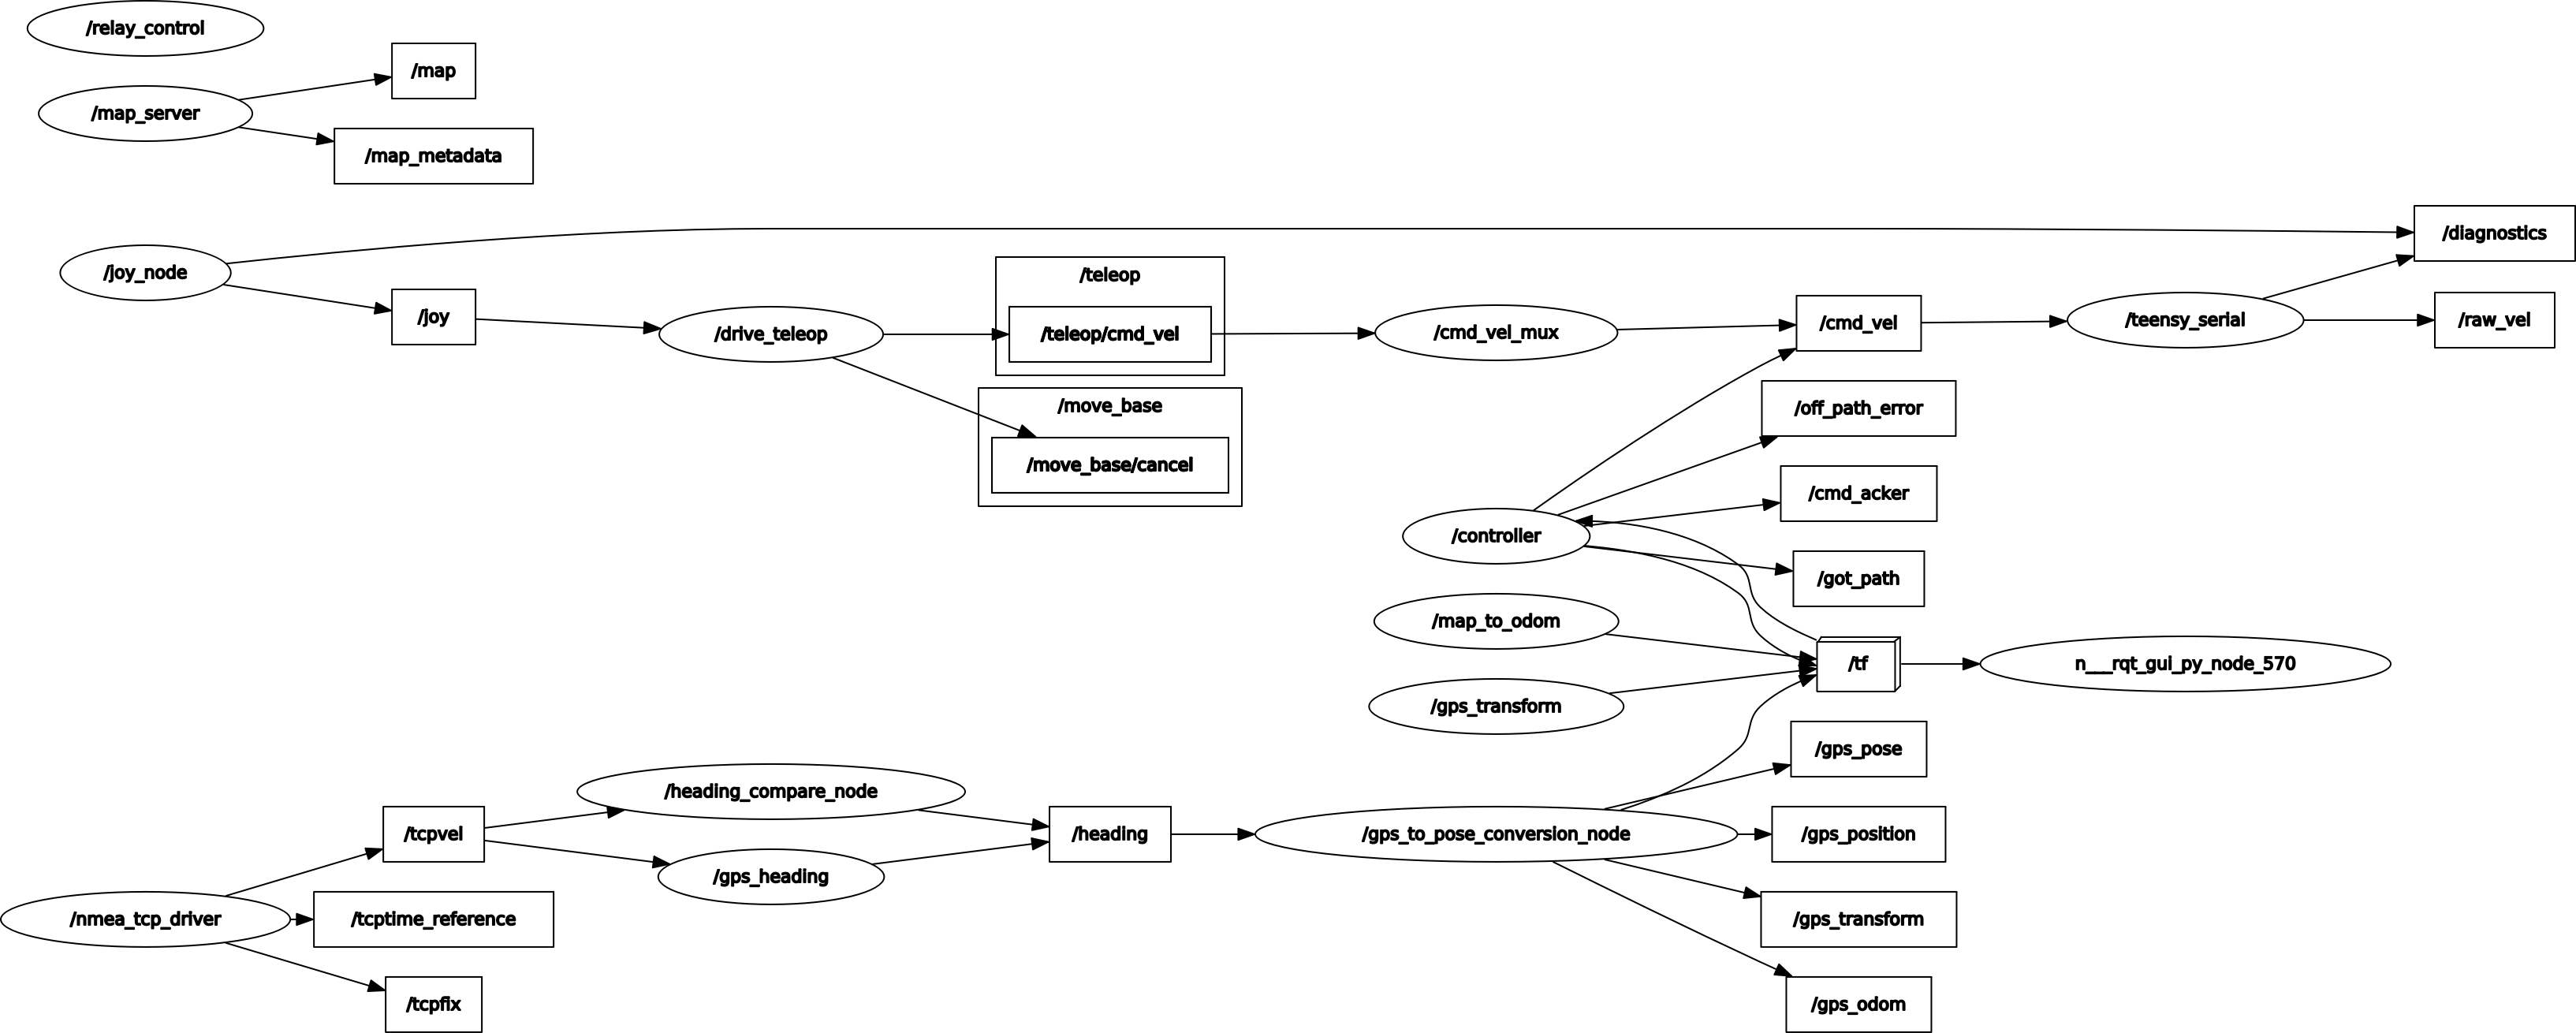 /relay_control
/map
/map_server
/map_metadata
/diagnostics
/joy_node
/teleop
/joy
/drive_teleop
/teleop/cmd_vel
/cmd_vel_mux
/cmd_vel
/teensy_serial
/raw_vel
/move_base
/move_base/cancel
/off_path_error
/cmd_acker
/controller
/got_path
/map_to_odom
/tf
n___rqt_gui_py_node_570
/gps_transform
/gps_pose
/heading_compare_node
/tcpvel
/heading
/gps_to_pose_conversion_node
/gps_position
/gps_heading
/nmea_tcp_driver
/tcptime_reference
/gps_transform
/tcpfix
/gps_odom